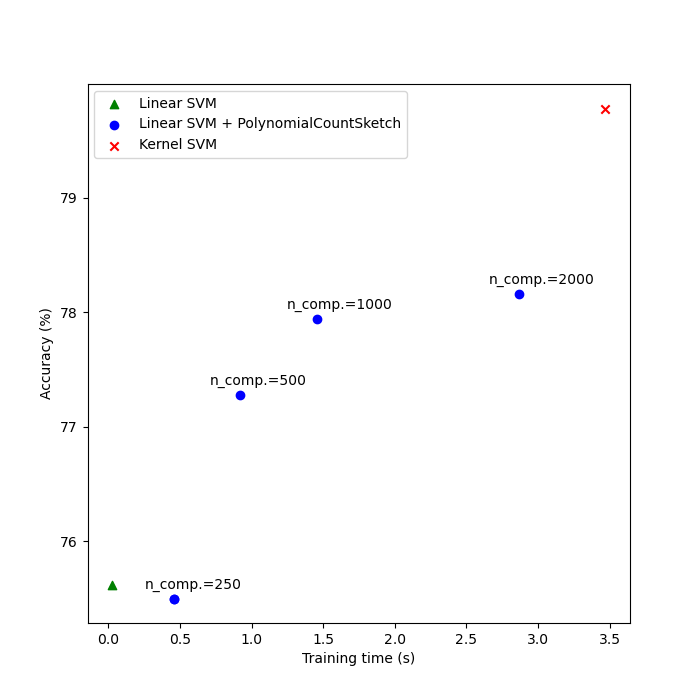 Linear SVM
Linear SVM + PolynomialCountSketch
Kernel SVM
79
n_comp.=2000
n_comp.=1000
78
n_comp.=500
77
76
n_comp.=250
Accuracy (%)
0.0 0.5 1.0 1.5 2.0 2.5 3.0 3.5
Training time (s)